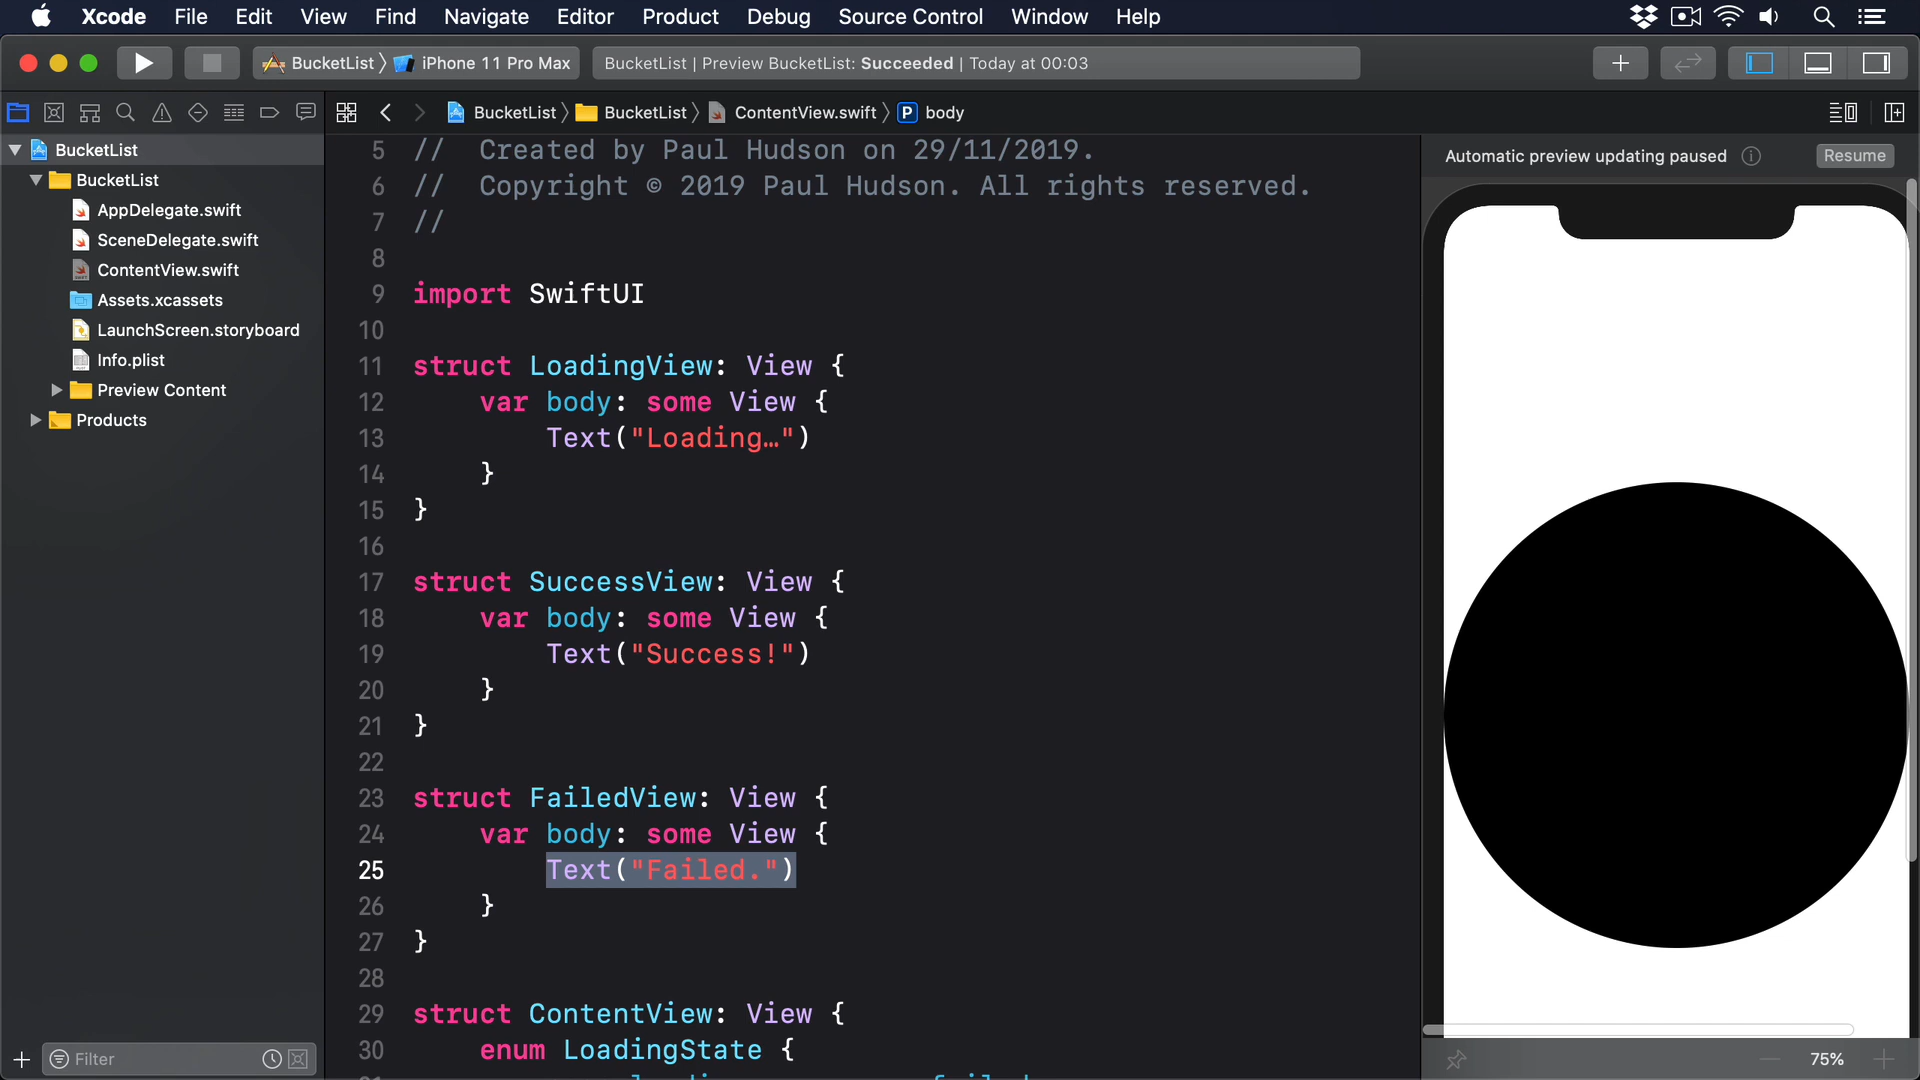 Xcode File Edit View Find Navigate Editor Product Debug Source Control Window Help
BucketList iPhone 11 Pro Max
BucketList | Preview BucketList: Succeeded | Today at 00:03
BucketList BucketList ContentView.swift P body
BucketList
BucketList
AppDelegate.swift
SceneDelegate.swift
ContentView.swift
Assets.xcassets
LaunchScreen.storyboard
Info.plist
Preview Content
Products
Filter
5 // Created by Paul Hudson on 29/11/2019.
6 // Copyright © 2019 Paul Hudson. All rights reserved.
7 //
8
9 import SwiftUI
10
11 struct LoadingView: View {
12 var body: some View {
13 Text("Loading…")
14 }
15 }
16
17 struct SuccessView: View {
18 var body: some View {
19 Text("Success!")
20 }
21 }
22
23 struct FailedView: View {
24 var body: some View {
25 Text("Failed.")
26 }
27 }
28
29 struct ContentView: View {
30 enum LoadingState {
Automatic preview updating paused Resume
75%